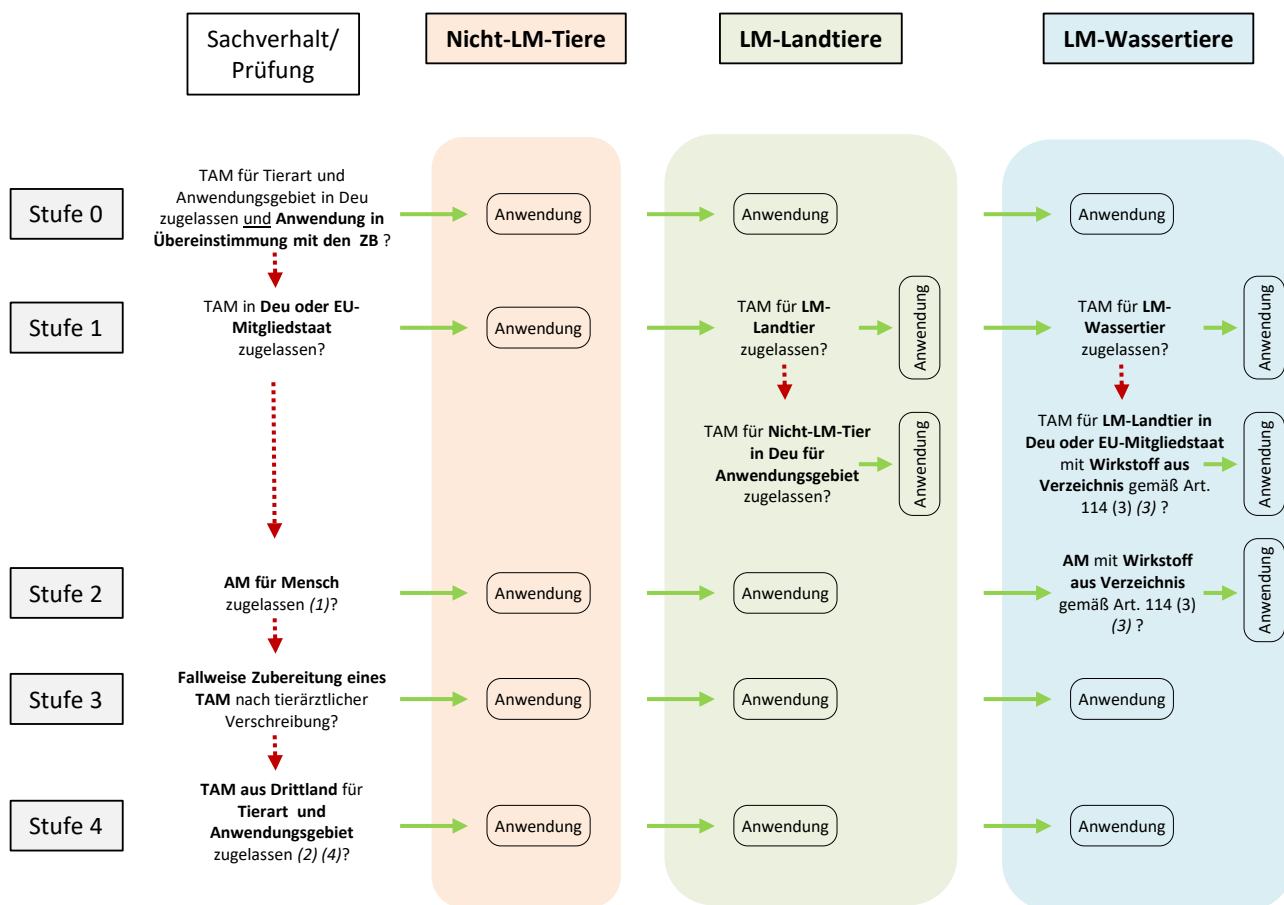 Sachverhalt/
Prüfung
Nicht-LM-Tiere
LM-Landtiere
LM-Wassertiere
Stufe 0
TAM für Tierart und
Anwendungsgebiet in Deu
zugelassen und Anwendung in
Übereinstimmung mit den ZB ?
Anwendung
Anwendung
Anwendung
Stufe 1
TAM in Deu oder EU-
Mitgliedstaat
zugelassen?
Anwendung
TAM für LM-
Landtier
zugelassen?
Anwendung
TAM für LM-
Wassertier
zugelassen?
Anwendung
TAM für Nicht-LM-Tier
in Deu für
Anwendungsgebiet
zugelassen?
Anwendung
TAM für LM-Landtier in
Deu oder EU-Mitgliedstaat
mit Wirkstoff aus
Verzeichnis gemäß Art.
114 (3) (3) ?
Anwendung
Stufe 2
AM für Mensch
zugelassen (1)?
Anwendung
Anwendung
AM mit Wirkstoff
aus Verzeichnis
gemäß Art. 114 (3)
(3) ?
Anwendung
Stufe 3
Fallweise Zubereitung eines
TAM nach tierärztlicher
Verschreibung?
Anwendung
Anwendung
Anwendung
Stufe 4
TAM aus Drittland für
Tierart und
Anwendungsgebiet
zugelassen (2) (4)?
Anwendung
Anwendung
Anwendung